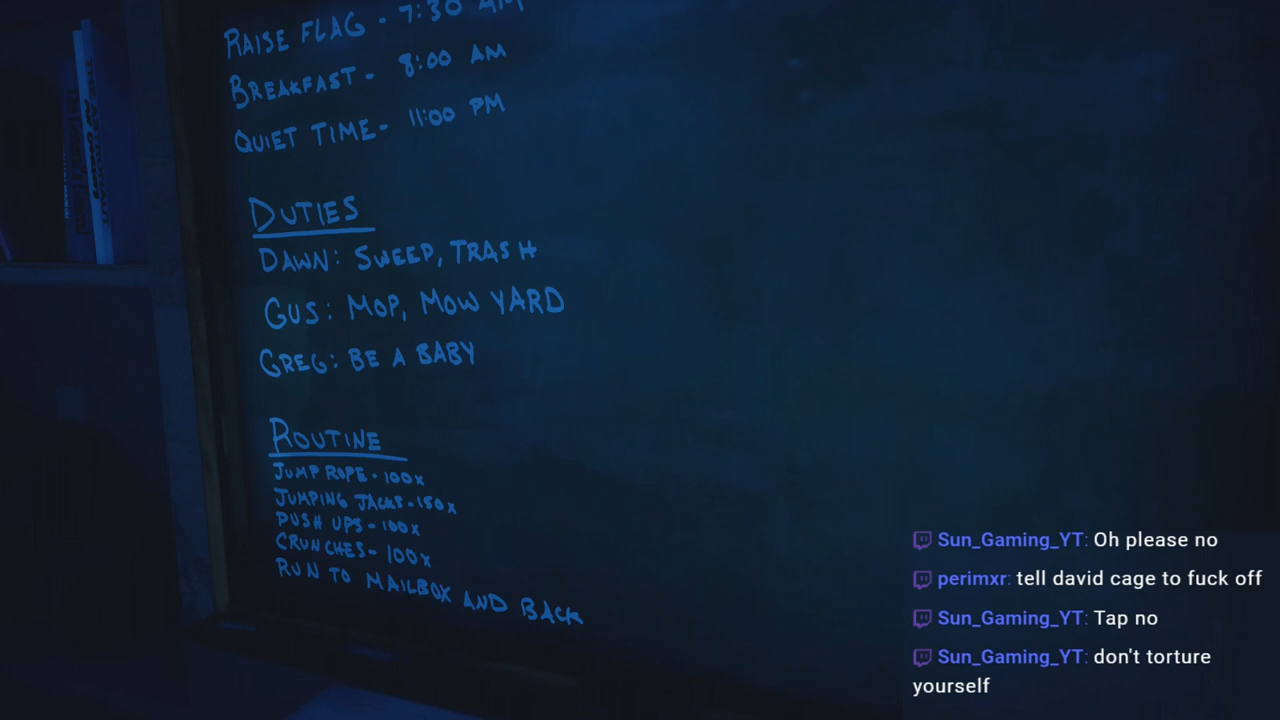 RAISE FLAG - 7:30 AM
BREAKFAST - 8:00 AM
QUIET TIME - 11:00 PM
DUTIES
DAWN: SWEEP, TRASH
GUS: MOP, MOW YARD
GREG: BE A BABY
ROUTINE
JUMP ROPE - 100x
JUMPING JACKS - 150x
PUSH UPS - 100x
CRUNCHES - 100x
RUN TO MAILBOX AND BACK
Sun_Gaming_YT: Oh please no
perimxr: tell david cage to fuck off
Sun_Gaming_YT: Tap no
Sun_Gaming_YT: don't torture
yourself